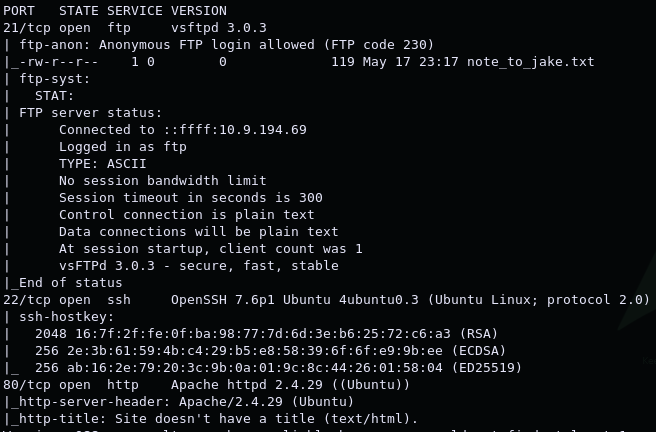 PORT   STATE SERVICE VERSION
21/tcp open  ftp     vsftpd 3.0.3
| ftp-anon: Anonymous FTP login allowed (FTP code 230)
|_-rw-r--r--    1 0        0             119 May 17 23:17 note_to_jake.txt
| ftp-syst:
|   STAT:
| FTP server status:
|      Connected to ::ffff:10.9.194.69
|      Logged in as ftp
|      TYPE: ASCII
|      No session bandwidth limit
|      Session timeout in seconds is 300
|      Control connection is plain text
|      Data connections will be plain text
|      At session startup, client count was 1
|      vsFTPd 3.0.3 - secure, fast, stable
|_End of status
22/tcp open  ssh     OpenSSH 7.6p1 Ubuntu 4ubuntu0.3 (Ubuntu Linux; protocol 2.0)
| ssh-hostkey:
|   2048 16:7f:2f:fe:0f:ba:98:77:7d:6d:3e:b6:25:72:c6:a3 (RSA)
|   256 2e:3b:61:59:4b:c4:29:b5:e8:58:39:6f:6f:e9:9b:ee (ECDSA)
|_  256 ab:16:2e:79:20:3c:9b:0a:01:9c:8c:44:26:01:58:04 (ED25519)
80/tcp open  http    Apache httpd 2.4.29 ((Ubuntu))
|_http-server-header: Apache/2.4.29 (Ubuntu)
|_http-title: Site doesn't have a title (text/html).